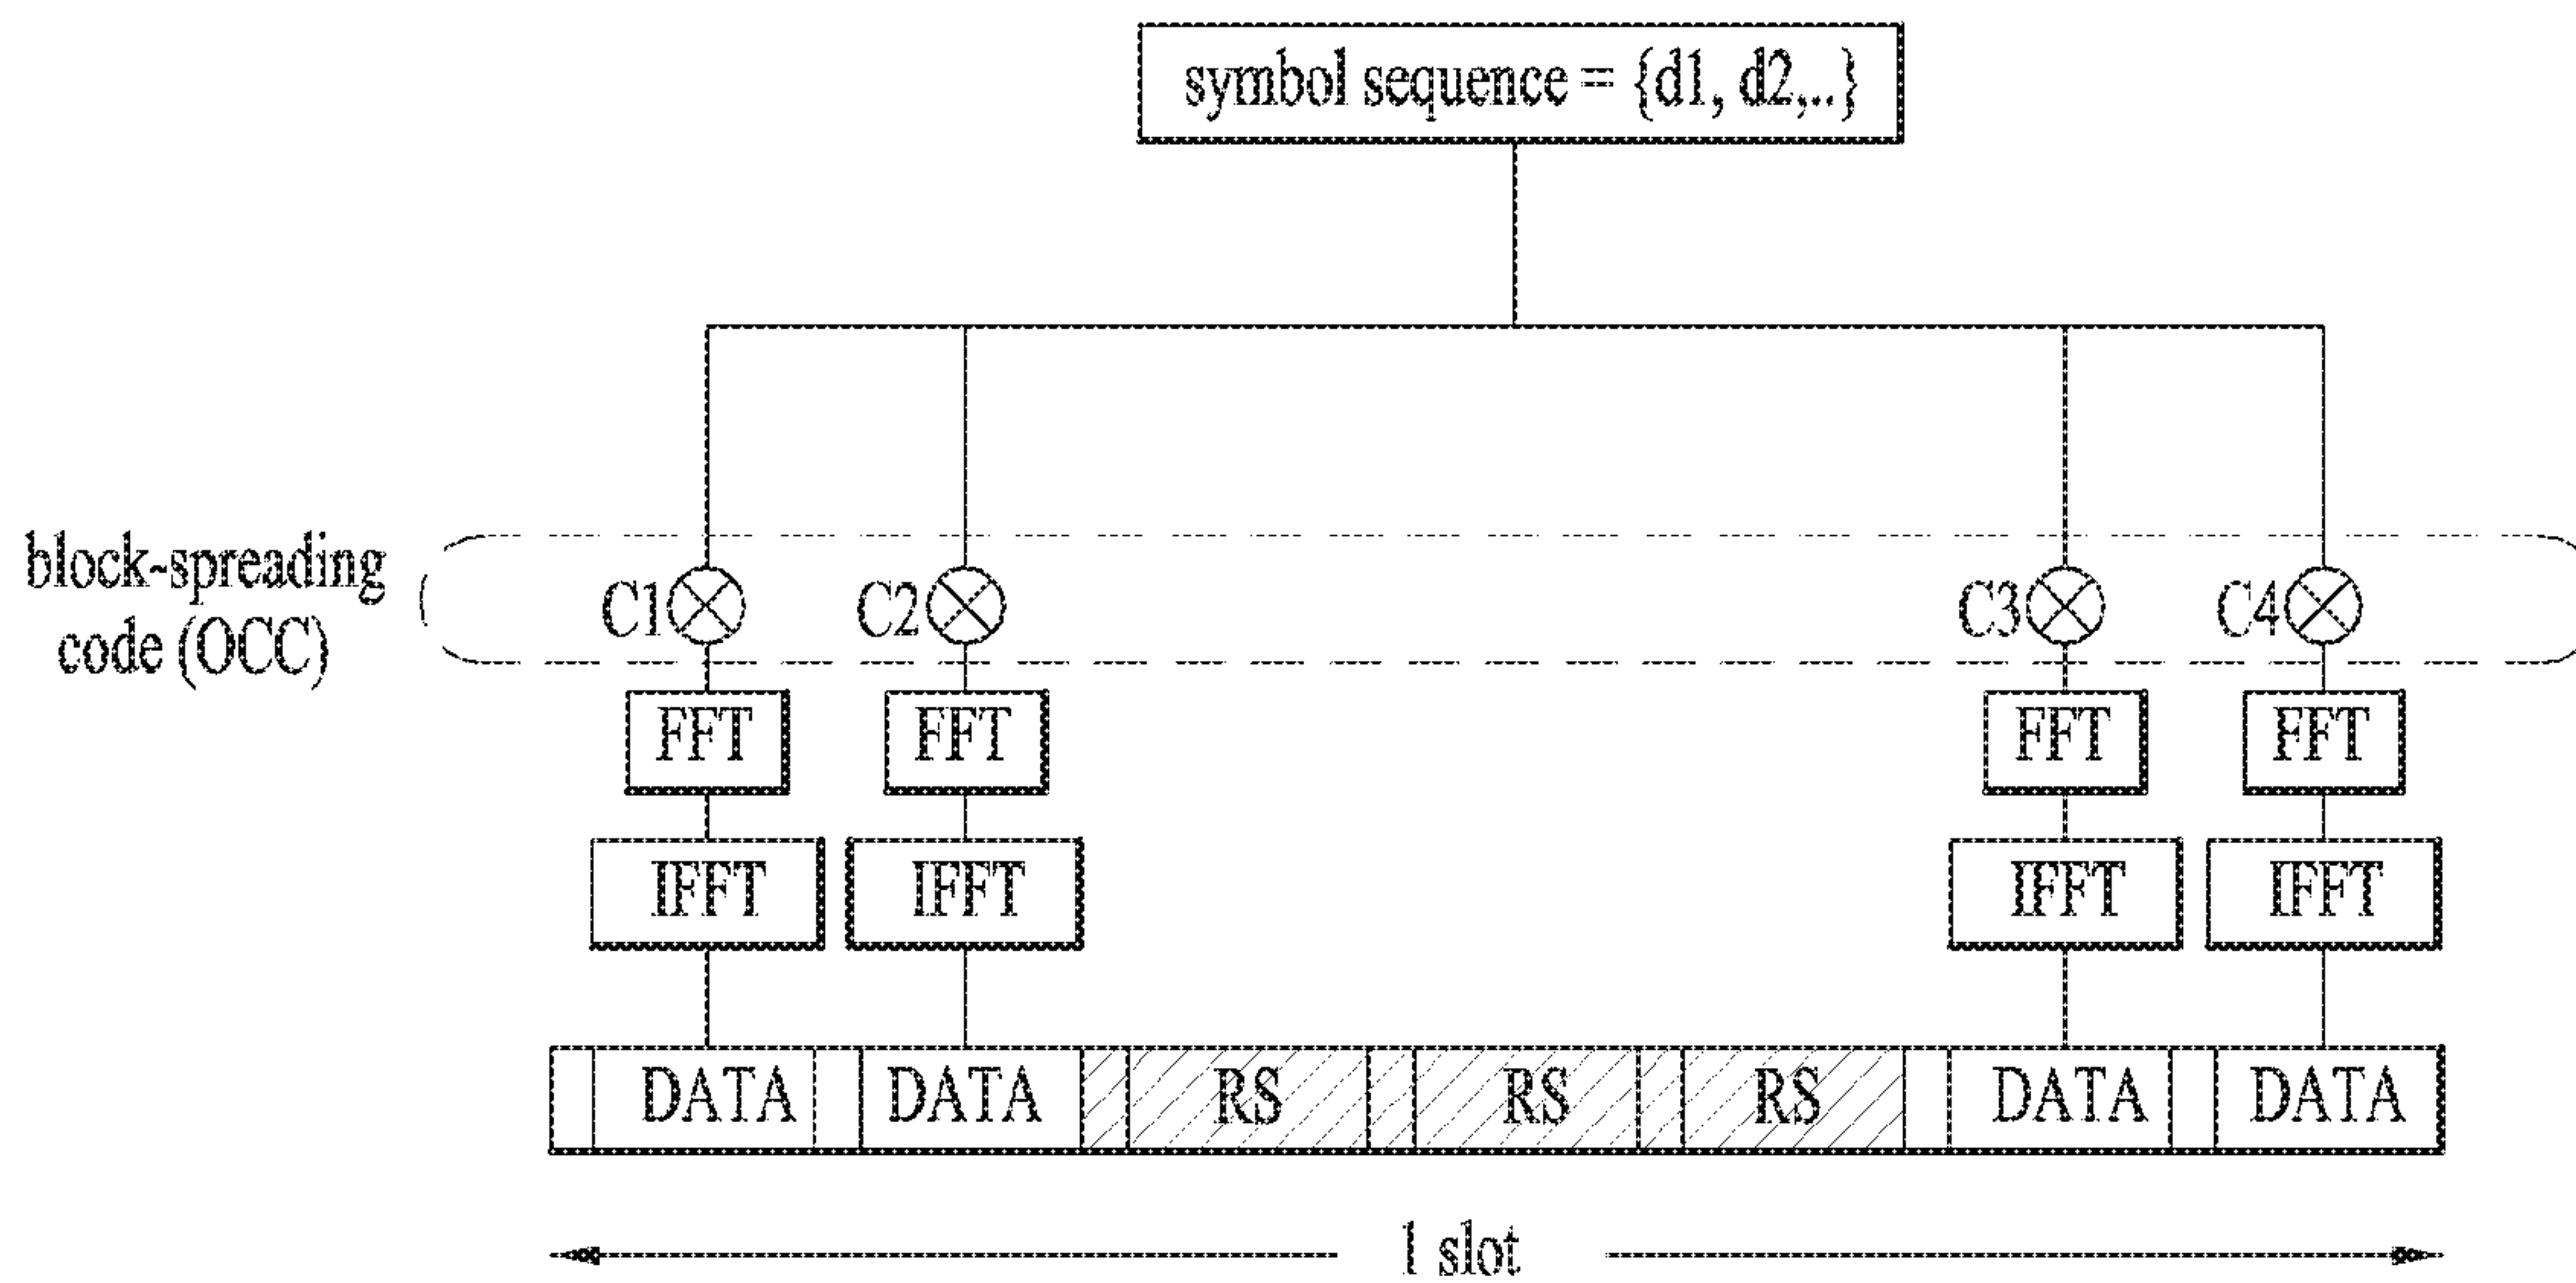 symbol sequence = {d1, d2,..}
block-spreading
code (OCC)
C1 C2 C3 C4
FFT FFT FFT FFT
IFFT IFFT IFFT IFFT
DATA DATA RS RS RS DATA DATA
1 slot